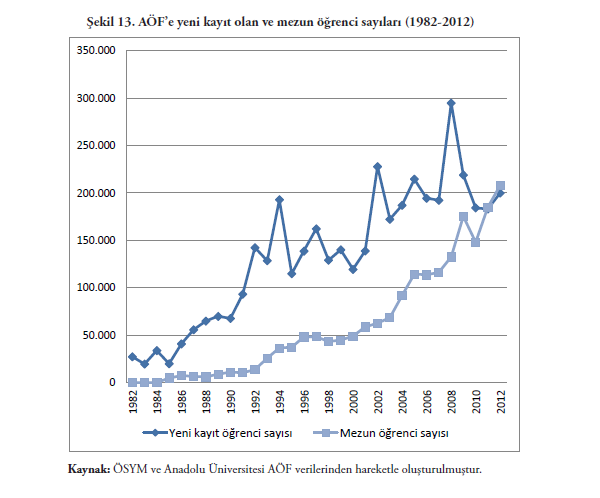 Şekil 13. AÖF’e yeni kayıt olan ve mezun öğrenci sayıları (1982-2012)
350.000
300.000
250.000
200.000
150.000
100.000
50.000
0
1982 1984 1986 1988 1990 1992 1994 1996 1998 2000 2002 2004 2006 2008 2010 2012
Yeni kayıt öğrenci sayısı Mezun öğrenci sayısı
Kaynak: ÖSYM ve Anadolu Üniversitesi AÖF verilerinden hareketle oluşturulmuştur.